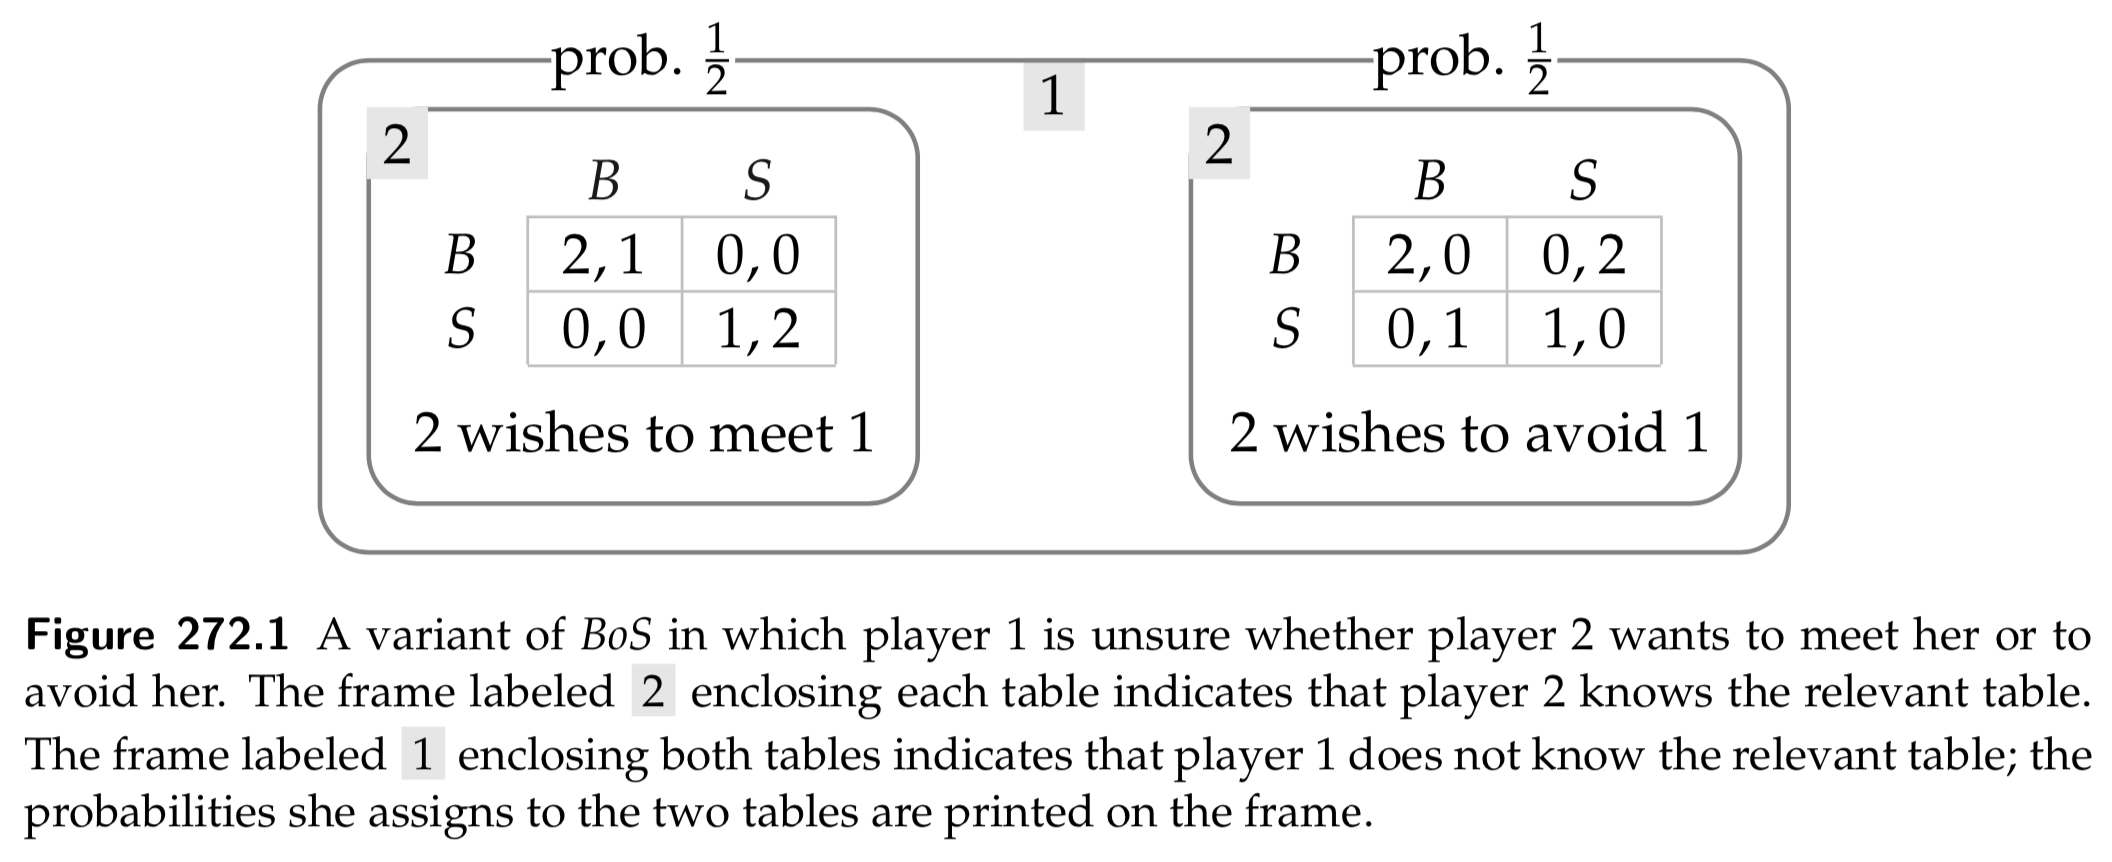 prob. 1/2 prob. 1/2
1
2 2
B S B S
B 2, 1 0, 0 B 2, 0 0, 2
S 0, 0 1, 2 S 0, 1 1, 0
2 wishes to meet 1 2 wishes to avoid 1
Figure 272.1 A variant of BoS in which player 1 is unsure whether player 2 wants to meet her or to
avoid her. The frame labeled 2 enclosing each table indicates that player 2 knows the relevant table.
The frame labeled 1 enclosing both tables indicates that player 1 does not know the relevant table; the
probabilities she assigns to the two tables are printed on the frame.